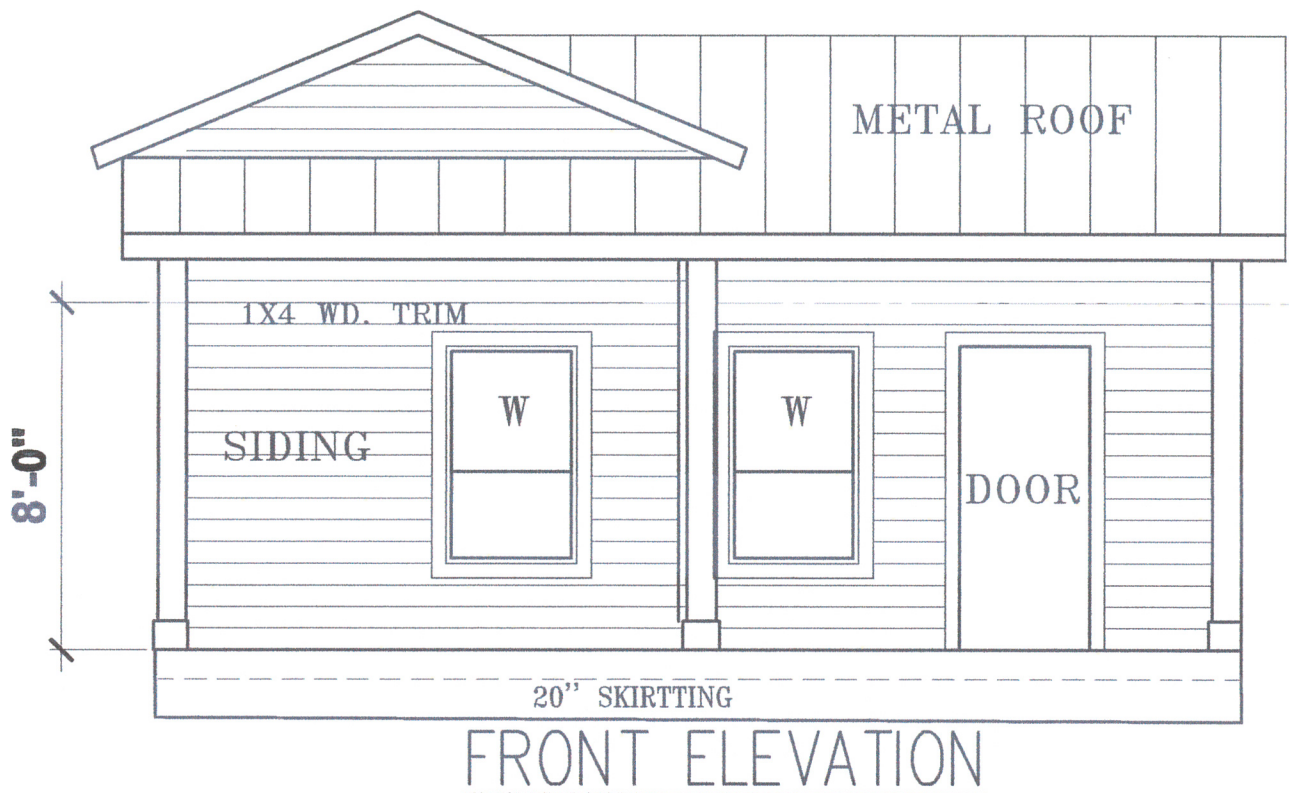 METAL ROOF
1X4 WD. TRIM
W
W
SIDING
8'-0"
DOOR
20'' SKIRTTING
FRONT ELEVATION